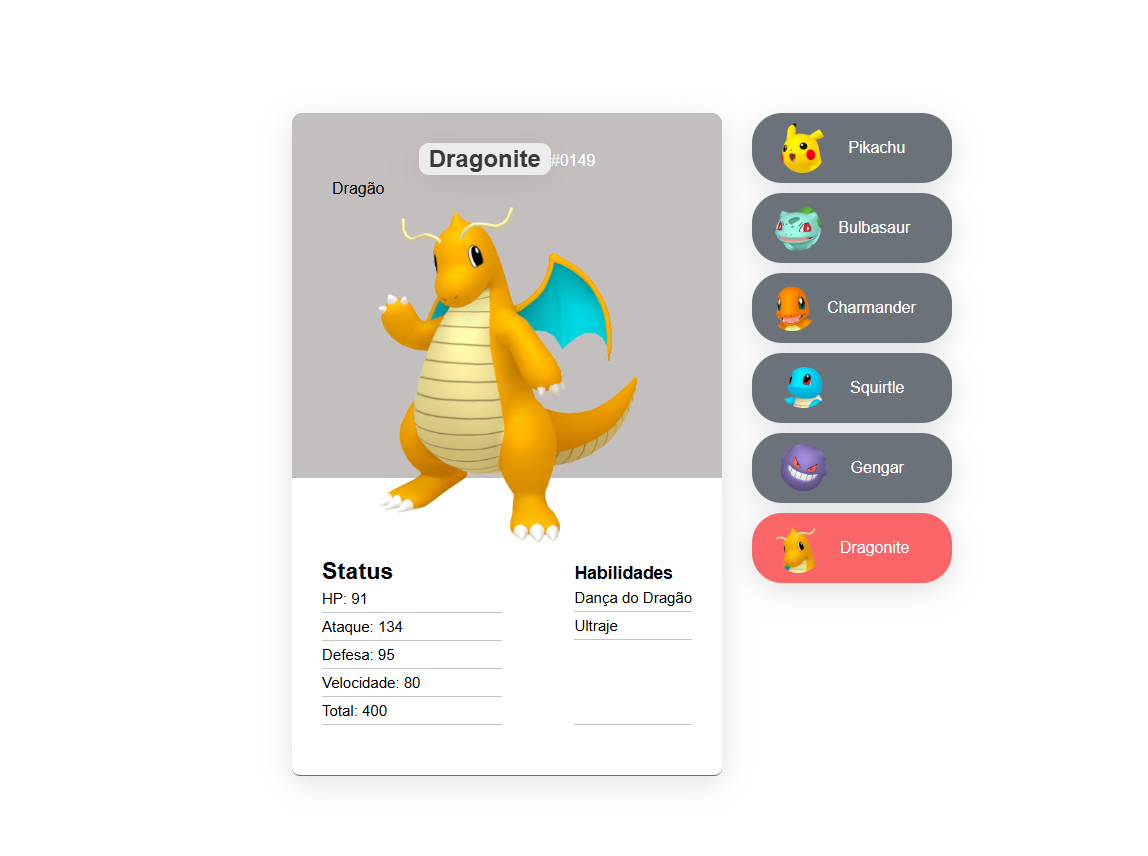 Dragonite #0149
Dragão
Status
HP: 91
Ataque: 134
Defesa: 95
Velocidade: 80
Total: 400
Habilidades
Dança do Dragão
Ultraje
Pikachu
Bulbasaur
Charmander
Squirtle
Gengar
Dragonite